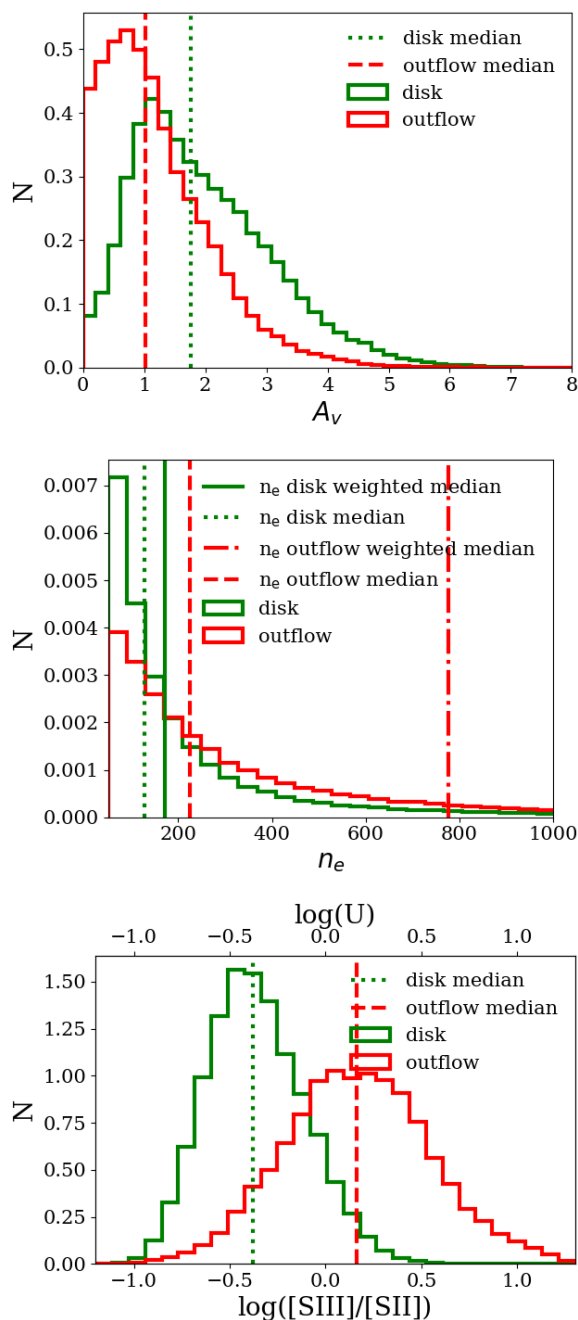 0.5
0.4
0.3
0.2
0.1
0.0
N
disk median
outflow median
disk
outflow
0 1 2 3 4 5 6 7 8
A_v
0.007
0.006
0.005
0.004
0.003
0.002
0.001
0.000
N
n_e disk weighted median
n_e disk median
n_e outflow weighted median
n_e outflow median
disk
outflow
200 400 600 800 1000
n_e
log(U)
−1.0 −0.5 0.0 0.5 1.0
1.50
1.25
1.00
0.75
0.50
0.25
0.00
N
disk median
outflow median
disk
outflow
−1.0 −0.5 0.0 0.5 1.0
log([SIII]/[SII])